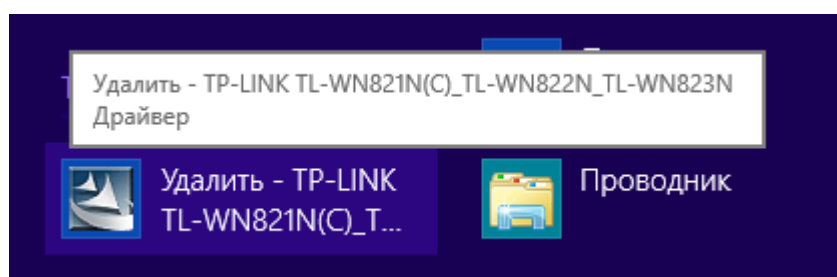 Удалить - TP-LINK TL-WN821N(C)_TL-WN822N_TL-WN823N
Драйвер
Удалить - TP-LINK
TL-WN821N(C)_T...
Проводник